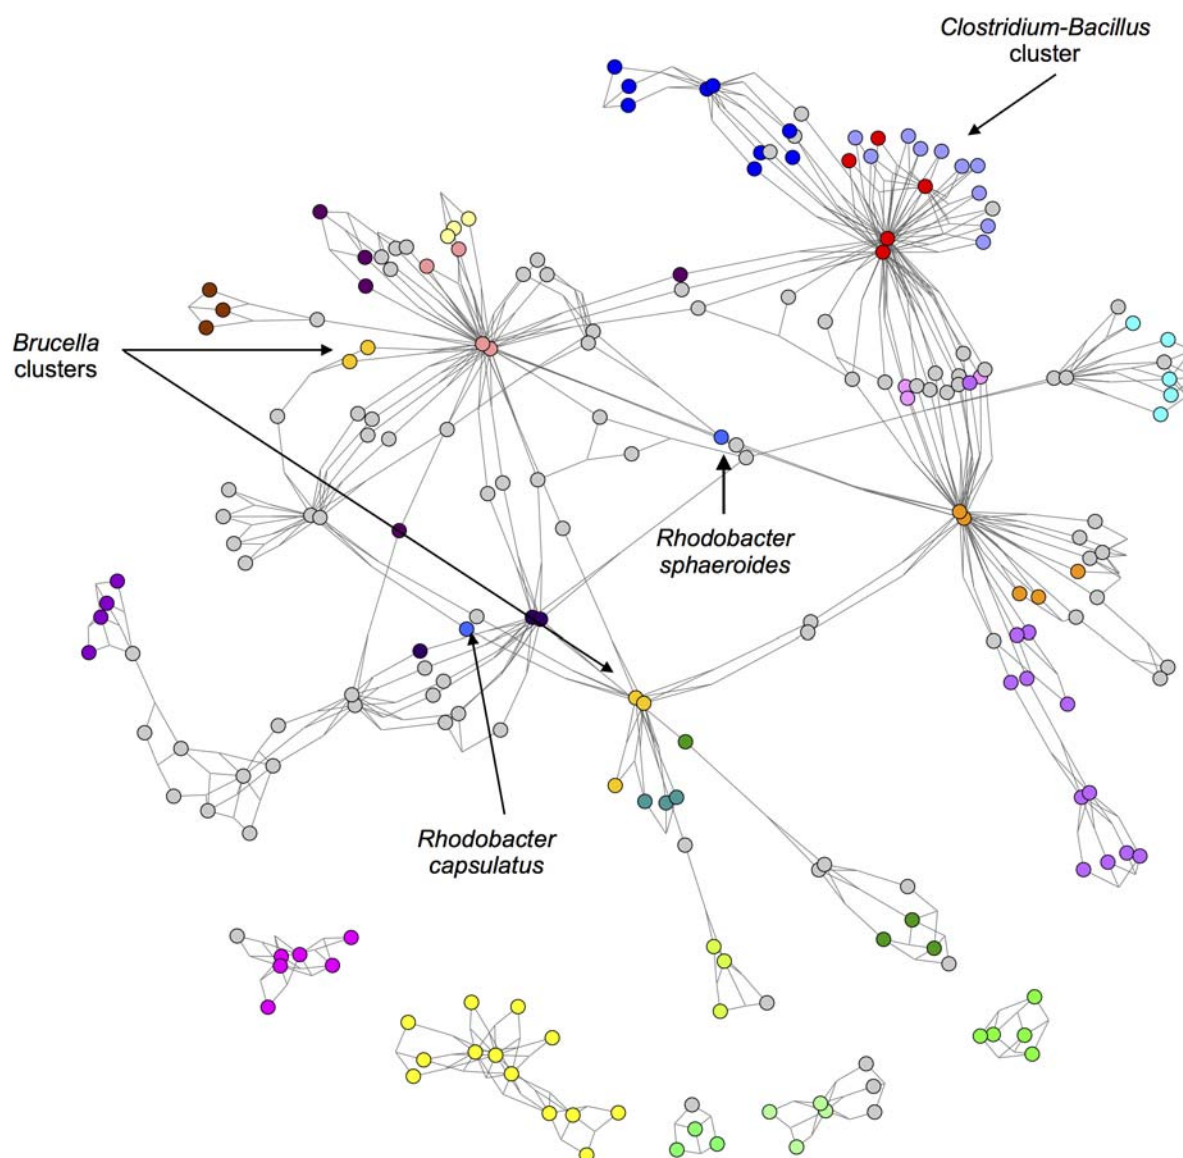 Clostridium-Bacillus
cluster
Brucella
clusters
Rhodobacter
sphaeroides
Rhodobacter
capsulatus